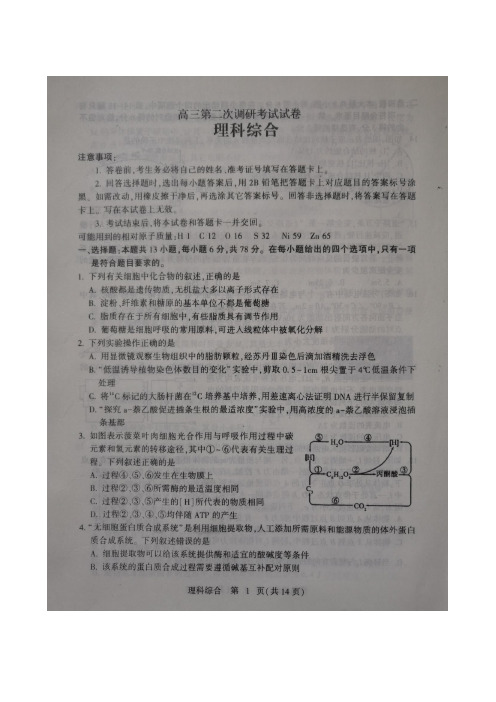 高三第二次调研考试试卷
理科综合
注意事项:
1. 答卷前,考生务必将自己的姓名、准考证号填写在答题卡上。
2. 回答选择题时,选出每小题答案后,用2B铅笔把答题卡上对应题目的答案标号涂
黑。如需改动,用橡皮擦干净后,再选涂其它答案标号。回答非选择题时,将答案写在答题
卡上。写在本试卷上无效。
3. 考试结束后,将本试卷和答题卡一并交回。
可能用到的相对原子质量:H 1 C 12 O 16 S 32 Ni 59 Zn 65
一、选择题:本题共13小题,每小题6分,共78分。在每小题给出的四个选项中,只有一项
是符合题目要求的。
1. 下列有关细胞中化合物的叙述,正确的是
A. 核酸都是遗传物质,无机盐大多以离子形式存在
B. 淀粉、纤维素和糖原的基本单位不都是葡萄糖
C. 脂质存在于所有细胞中,有些脂质具有调节作用
D. 葡萄糖是细胞呼吸的常用原料,可进入线粒体中被氧化分解
2. 下列实验操作正确的是
A. 用显微镜观察生物组织中的脂肪颗粒,经苏丹Ⅲ染色后滴加酒精洗去浮色
B. “低温诱导植物染色体数目的变化”实验中,剪取0.5-1cm根尖置于4℃低温条件下
处理
C. 将¹⁴C标记的大肠杆菌在¹²C培养基中培养,用差速离心法证明DNA进行半保留复制
D. “探究a-萘乙酸促进插条生根的最适浓度”实验中,用高浓度的a-萘乙酸溶液浸泡插
条基部
3. 如图表示菠菜叶肉细胞光合作用与呼吸作用过程中碳
元素和氢元素的转移途径,其中①~⑥代表有关生理过
程。下列叙述正确的是
A. 过程④、⑤、⑥发生在生物膜上
B. 过程②、③、⑥所需酶的最适温度相同
C. 过程②、③、⑤产生的[H]所代表的物质相同
D. 过程②、③、④、⑤均伴随ATP的产生
⑤ H₂O ④ [H]
[H] ① C₆H₁₂O₆ ② 丙酮酸 ③
C₃ ⑥ CO₂
4. “无细胞蛋白质合成系统”是利用细胞提取物,人工添加所需原料和能源物质的体外蛋白
质合成系统。下列叙述错误的是
A. 细胞提取物可以给该系统提供酶和适宜的酸碱度等条件
B. 该系统的蛋白质合成过程需要遵循碱基互补配对原则
理科综合 第 1 页(共14页)